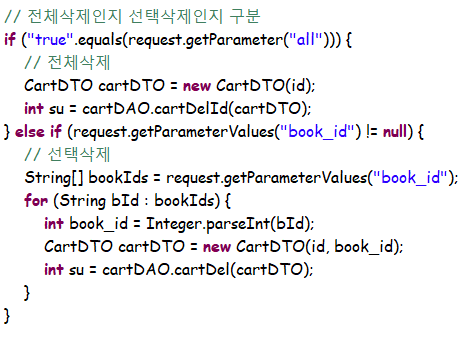 // 전체삭제인지 선택삭제인지 구분
if ("true".equals(request.getParameter("all"))) {
    // 전체삭제
    CartDTO cartDTO = new CartDTO(id);
    int su = cartDAO.cartDelId(cartDTO);
} else if (request.getParameterValues("book_id") != null) {
    // 선택삭제
    String[] bookIds = request.getParameterValues("book_id");
    for (String bId : bookIds) {
        int book_id = Integer.parseInt(bId);
        CartDTO cartDTO = new CartDTO(id, book_id);
        int su = cartDAO.cartDel(cartDTO);
    }
}